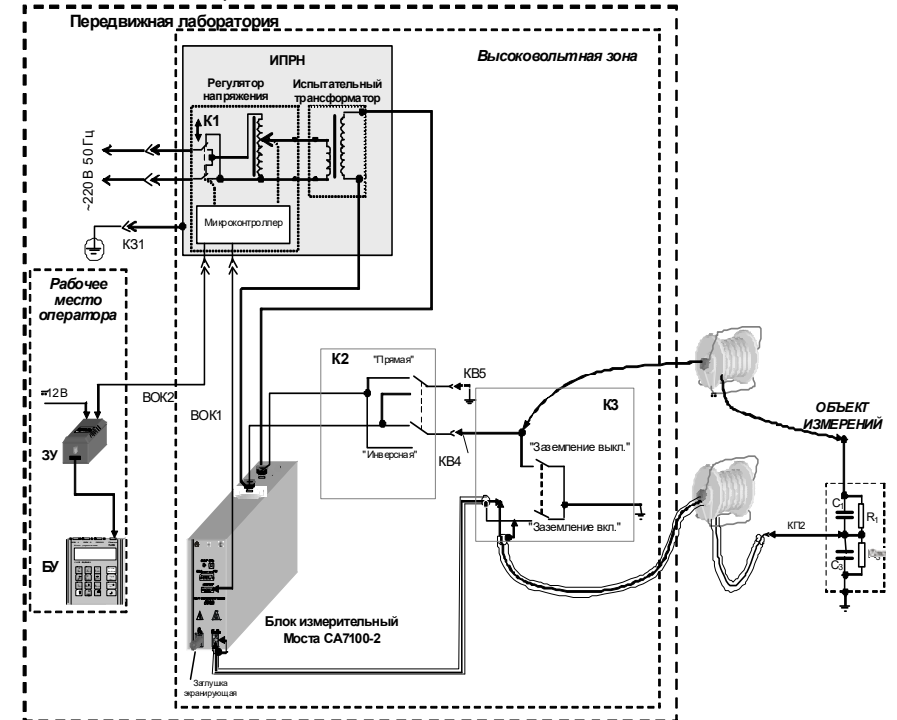 Передвижная лаборатория
Высоковольтная зона
ИПРН
Регулятор
напряжения
Испытательный
трансформатор
К1
~220 В 50 Гц
Микроконтроллер
КЗ1
Рабочее
место
оператора
12В
ВОК2
ВОК1
ЗУ
БУ
К2
"Прямая"
"Инверсная"
КВ5
КВ4
К3
"Заземление выкл."
"Заземление вкл."
ОБЪЕКТ
ИЗМЕРЕНИЙ
C1
R1
КП2
C3
Блок измерительный
Моста СА7100-2
Заглушка
экранирующая